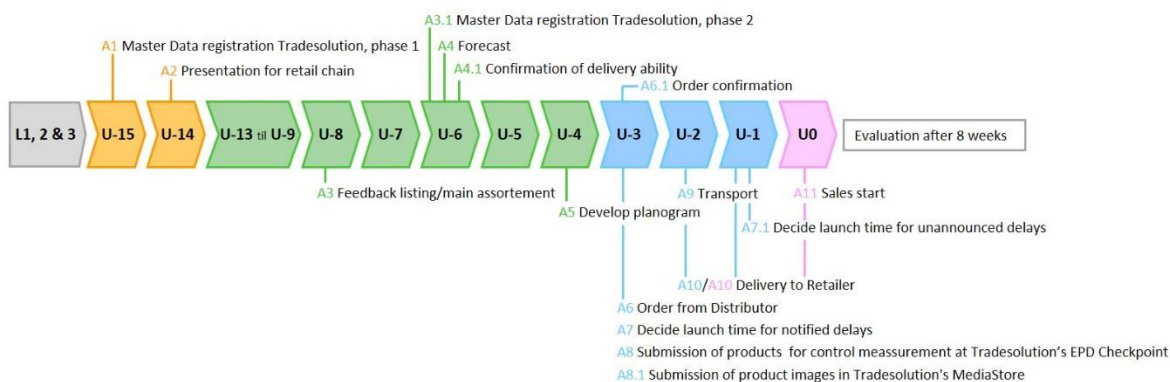 A3.1 Master Data registration Tradesolution, phase 2
A1 Master Data registration Tradesolution, phase 1
A4 Forecast
A2 Presentation for retail chain
A4.1 Confirmation of delivery ability
A6.1 Order confirmation
L1, 2 & 3
U-15
U-14
U-13 til U-9
U-8
U-7
U-6
U-5
U-4
U-3
U-2
U-1
U0
Evaluation after 8 weeks
A3 Feedback listing/main assortement
A9 Transport
A11 Sales start
A5 Develop planogram
A7.1 Decide launch time for unannounced delays
A10/A10 Delivery to Retailer
A6 Order from Distributor
A7 Decide launch time for notified delays
A8 Submission of products for control meassurement at Tradesolution's EPD Checkpoint
A8.1 Submission of product images in Tradesolution's MediaStore